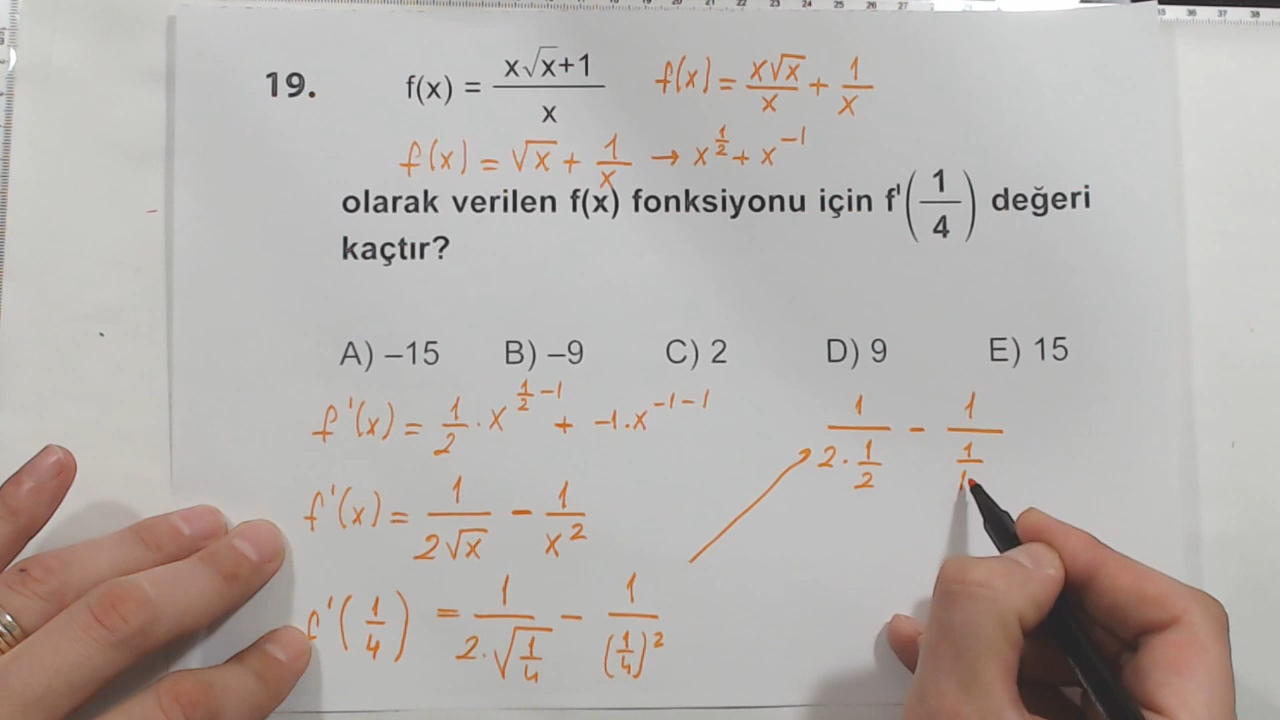 19. f(x) = x√x+1 / x f(x) = x√x / x + 1 / x
f(x) = √x + 1/x → x^(1/2) + x^(-1)
olarak verilen f(x) fonksiyonu için f'(1/4) değeri
kaçtır?
A) –15 B) –9 C) 2 D) 9 E) 15
f'(x) = 1/2 · x^(1/2 -1) + -1·x^(-1-1)
1 / (2·1/2) - 1 / (1/
f'(x) = 1 / (2√x) - 1 / x^2
f'(1/4) = 1 / (2·√(1/4)) - 1 / (1/4)^2